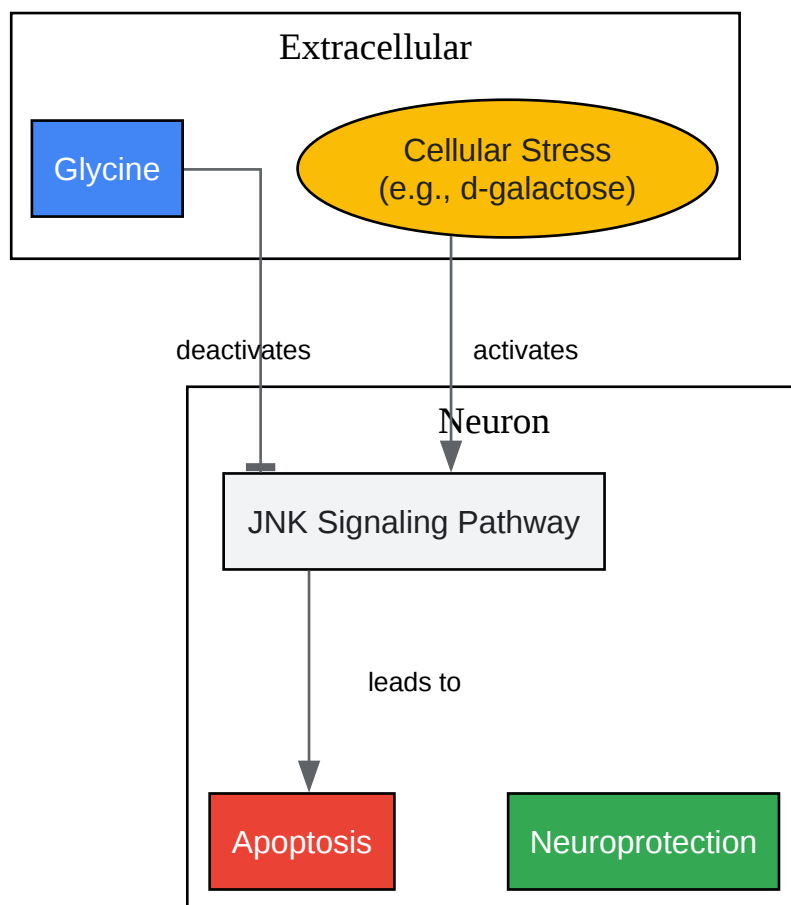 Extracellular
Glycine
Cellular Stress
(e.g., d-galactose)
deactivates
activates
Neuron
JNK Signaling Pathway
leads to
Apoptosis
Neuroprotection